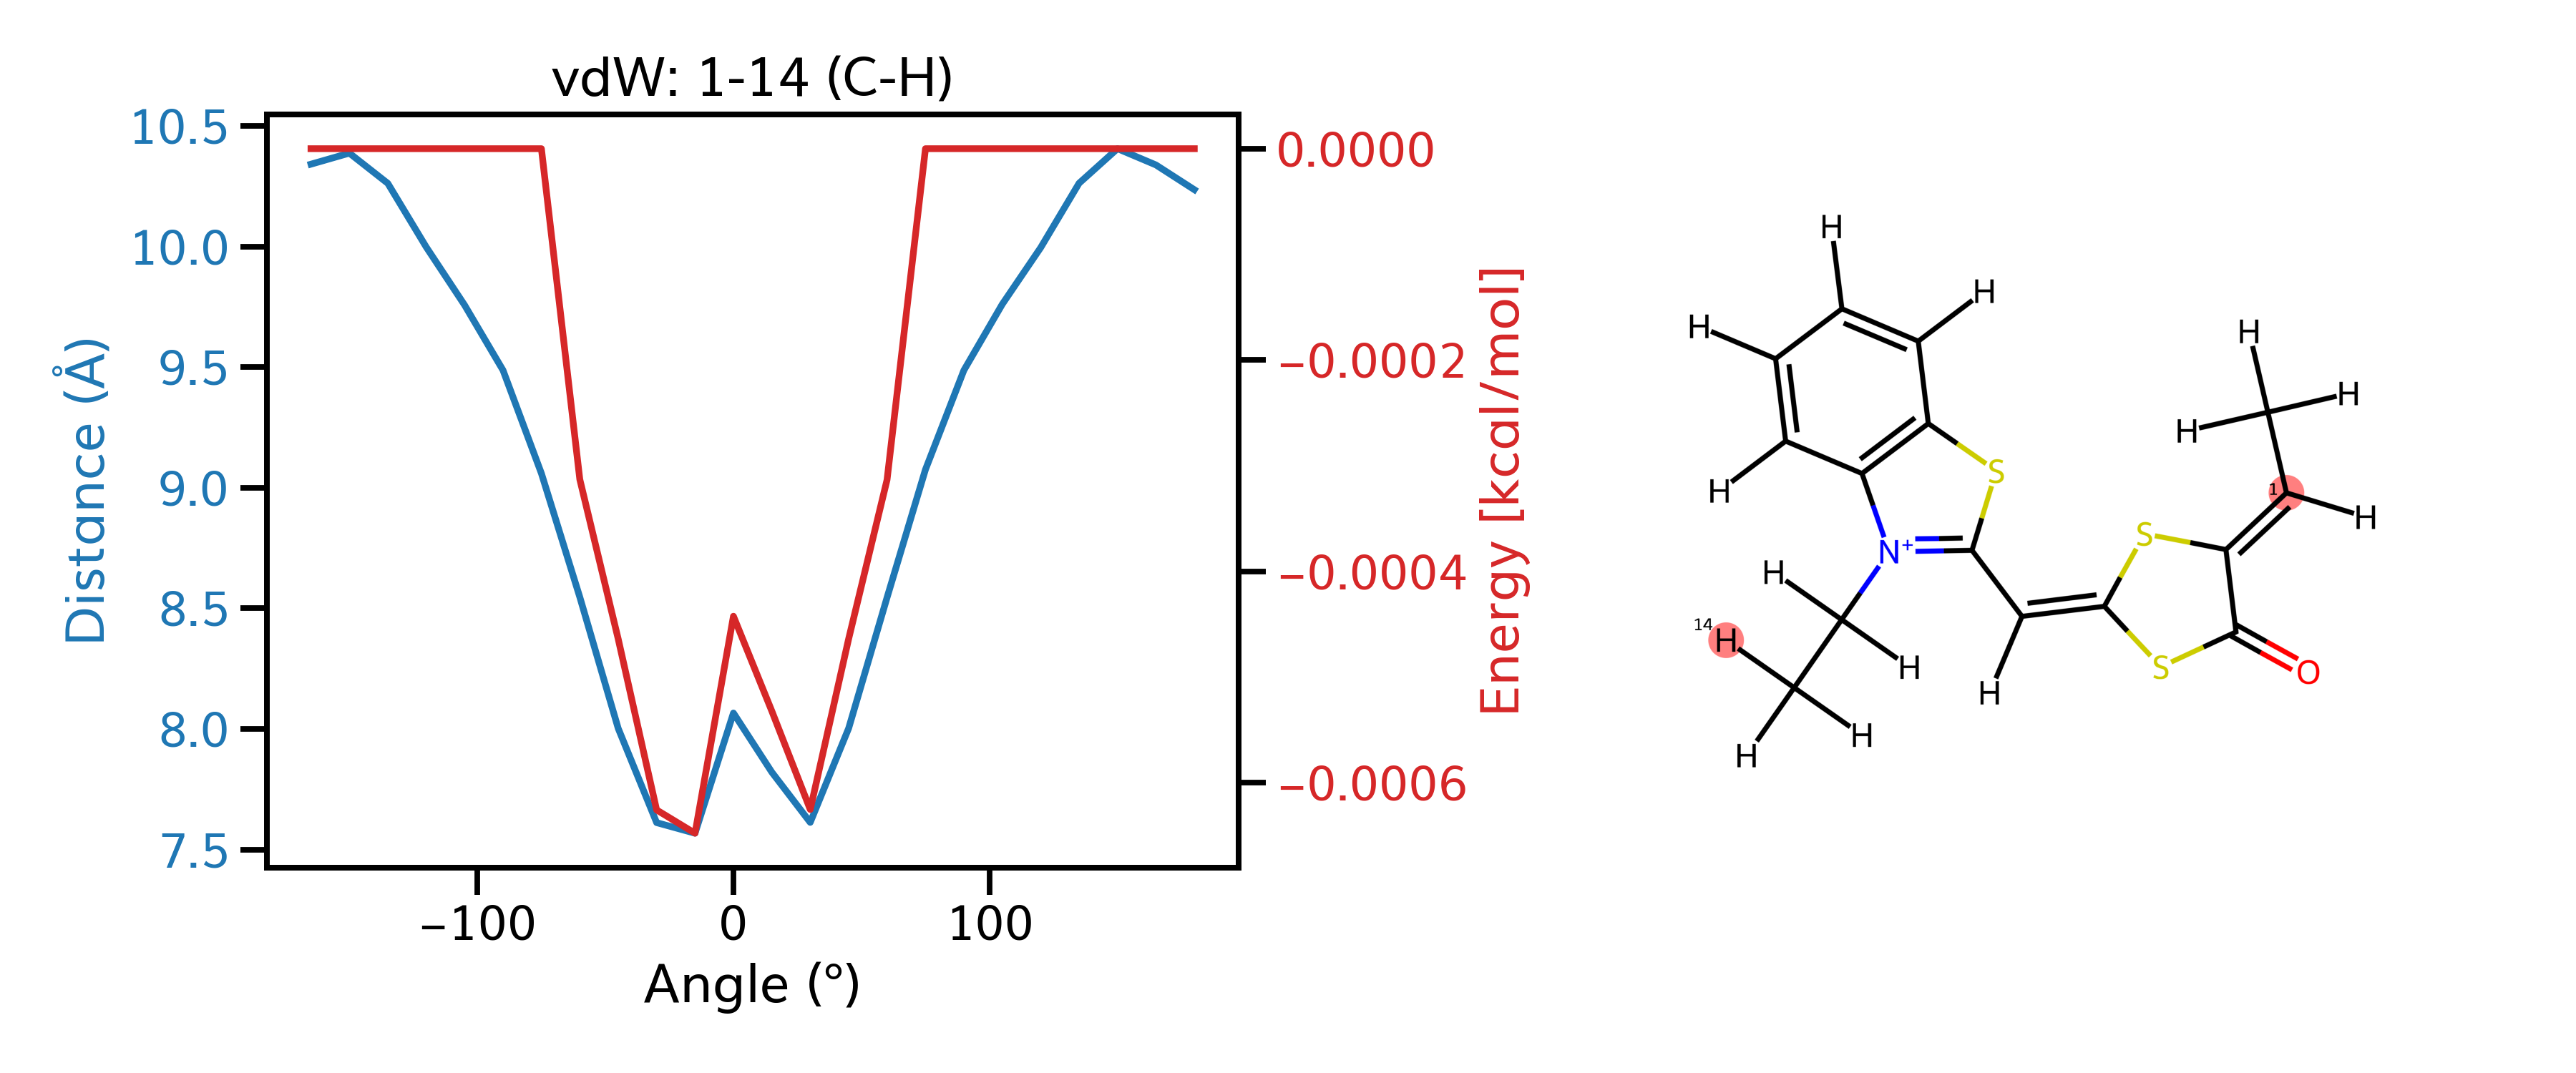 vdW: 1-14 (C-H)
10.5
10.0
9.5
9.0
8.5
8.0
7.5
Distance (Å)
−100
0
100
Angle (°)
0.0000
−0.0002
−0.0004
−0.0006
Energy [kcal/mol]
H
H
H
H
H
H
S
H
1
H
S
N+
H
14
H
H
H
S
O
H
H
H